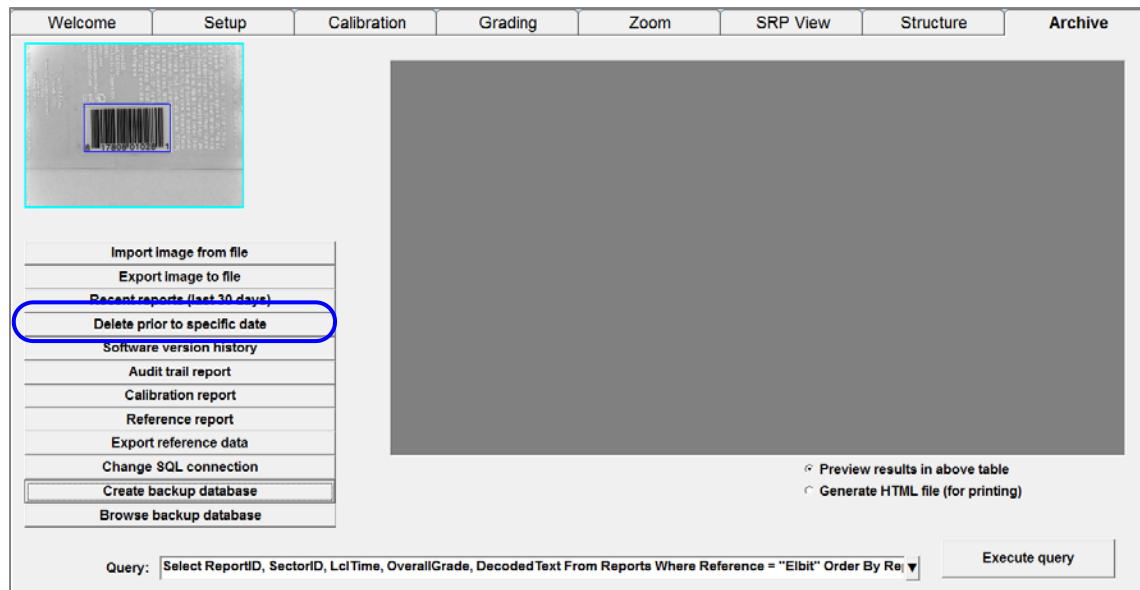 Welcome Setup Calibration Grading Zoom SRP View Structure Archive
Import image from file
Export image to file
Recent reports (last 30 days)
Delete prior to specific date
Software version history
Audit trail report
Calibration report
Reference report
Export reference data
Change SQL connection
Create backup database
Browse backup database
Preview results in above table
Generate HTML file (for printing)
Query: Select ReportID, SectorID, LclTime, OverallGrade, DecodedText From Reports Where Reference = "Elbit" Order By
Execute query